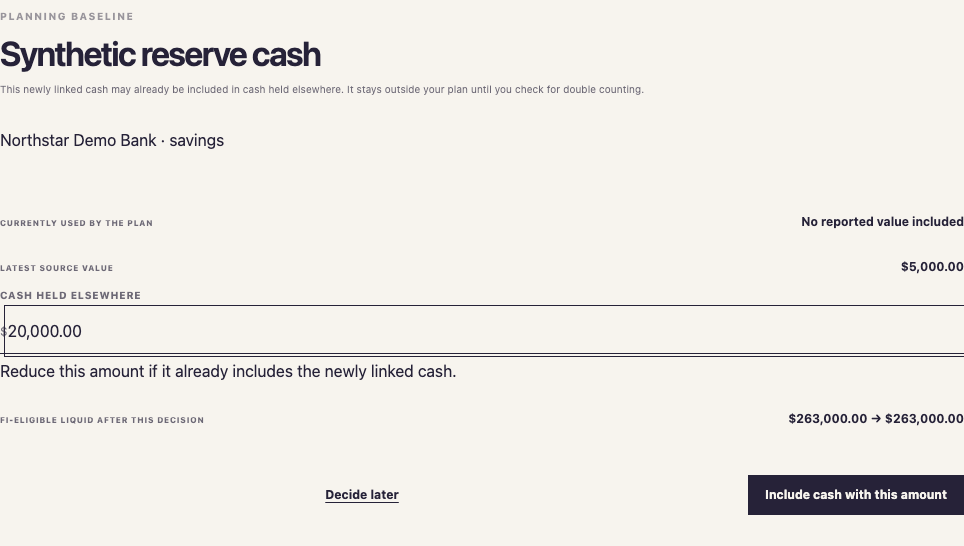 PLANNING BASELINE
Synthetic reserve cash
This newly linked cash may already be included in cash held elsewhere. It stays outside your plan until you check for double counting.
Northstar Demo Bank · savings
CURRENTLY USED BY THE PLAN No reported value included
LATEST SOURCE VALUE $5,000.00
CASH HELD ELSEWHERE
$20,000.00
Reduce this amount if it already includes the newly linked cash.
FI-ELIGIBLE LIQUID AFTER THIS DECISION $263,000.00 → $263,000.00
Decide later Include cash with this amount